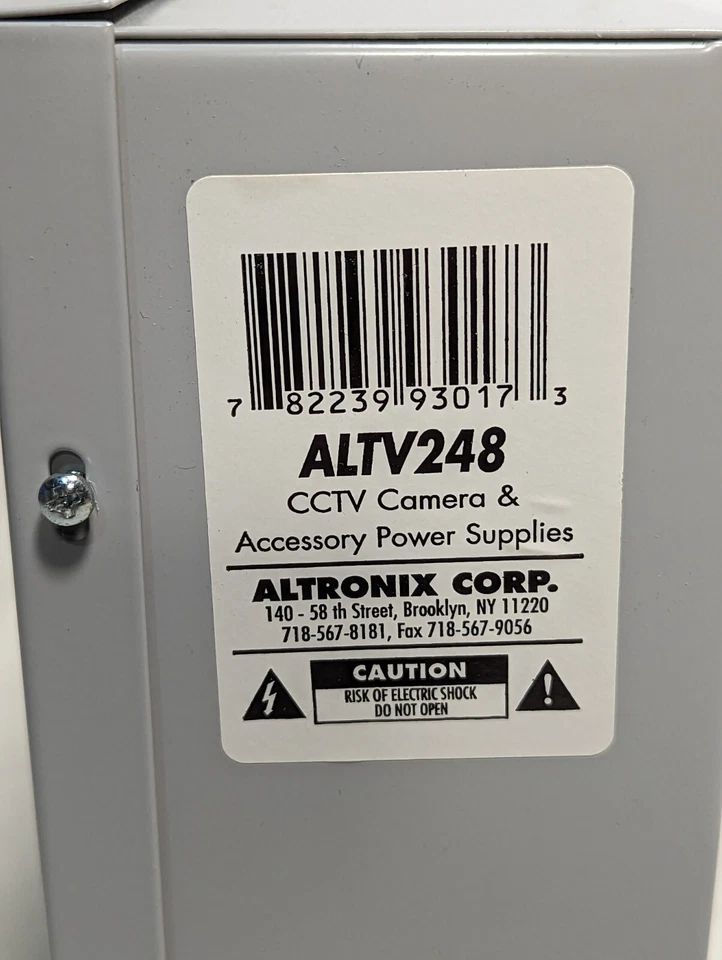 7 82239 93017 3
ALTV248
CCTV Camera &
Accessory Power Supplies
ALTRONIX CORP.
140 - 58 th Street, Brooklyn, NY 11220
718-567-8181, Fax 718-567-9056
CAUTION
RISK OF ELECTRIC SHOCK
DO NOT OPEN